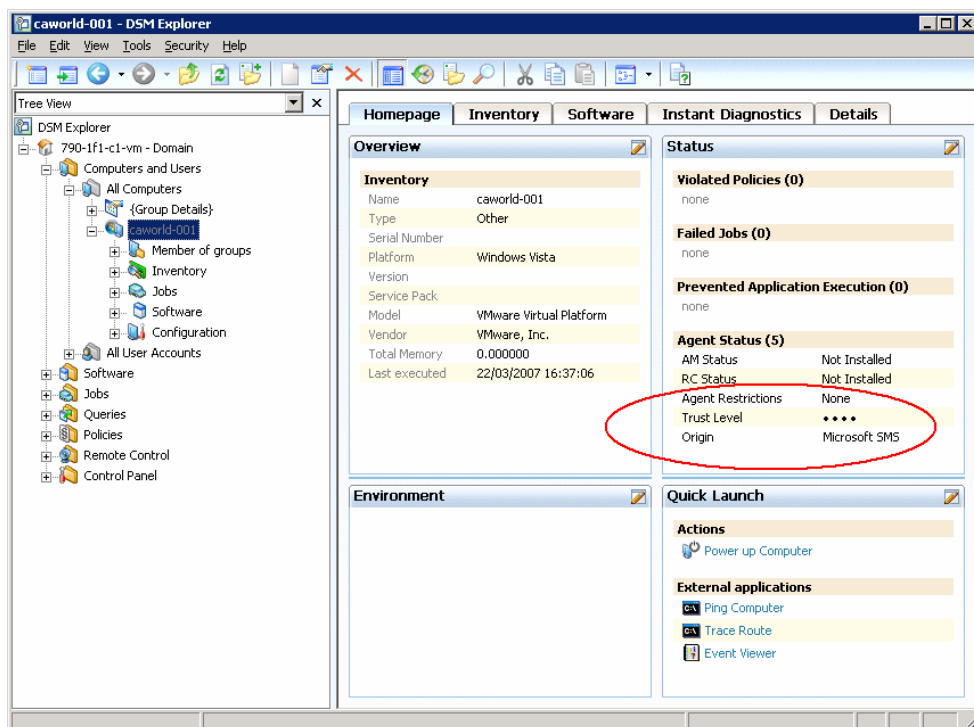 caworld-001 - DSM Explorer
File Edit View Tools Security Help
Tree View
DSM Explorer
790-1f1-c1-vm - Domain
Computers and Users
All Computers
{Group Details}
caworld-001
Member of groups
Inventory
Jobs
Software
Configuration
All User Accounts
Software
Jobs
Queries
Policies
Remote Control
Control Panel
Homepage Inventory Software Instant Diagnostics Details
Overview
Inventory
Name caworld-001
Type Other
Serial Number
Platform Windows Vista
Version
Service Pack
Model VMware Virtual Platform
Vendor VMware, Inc.
Total Memory 0.000000
Last executed 22/03/2007 16:37:06
Status
Violated Policies (0)
none
Failed Jobs (0)
none
Prevented Application Execution (0)
none
Agent Status (5)
AM Status Not Installed
RC Status Not Installed
Agent Restrictions None
Trust Level ••••
Origin Microsoft SMS
Environment
Quick Launch
Actions
Power up Computer
External applications
Ping Computer
Trace Route
Event Viewer